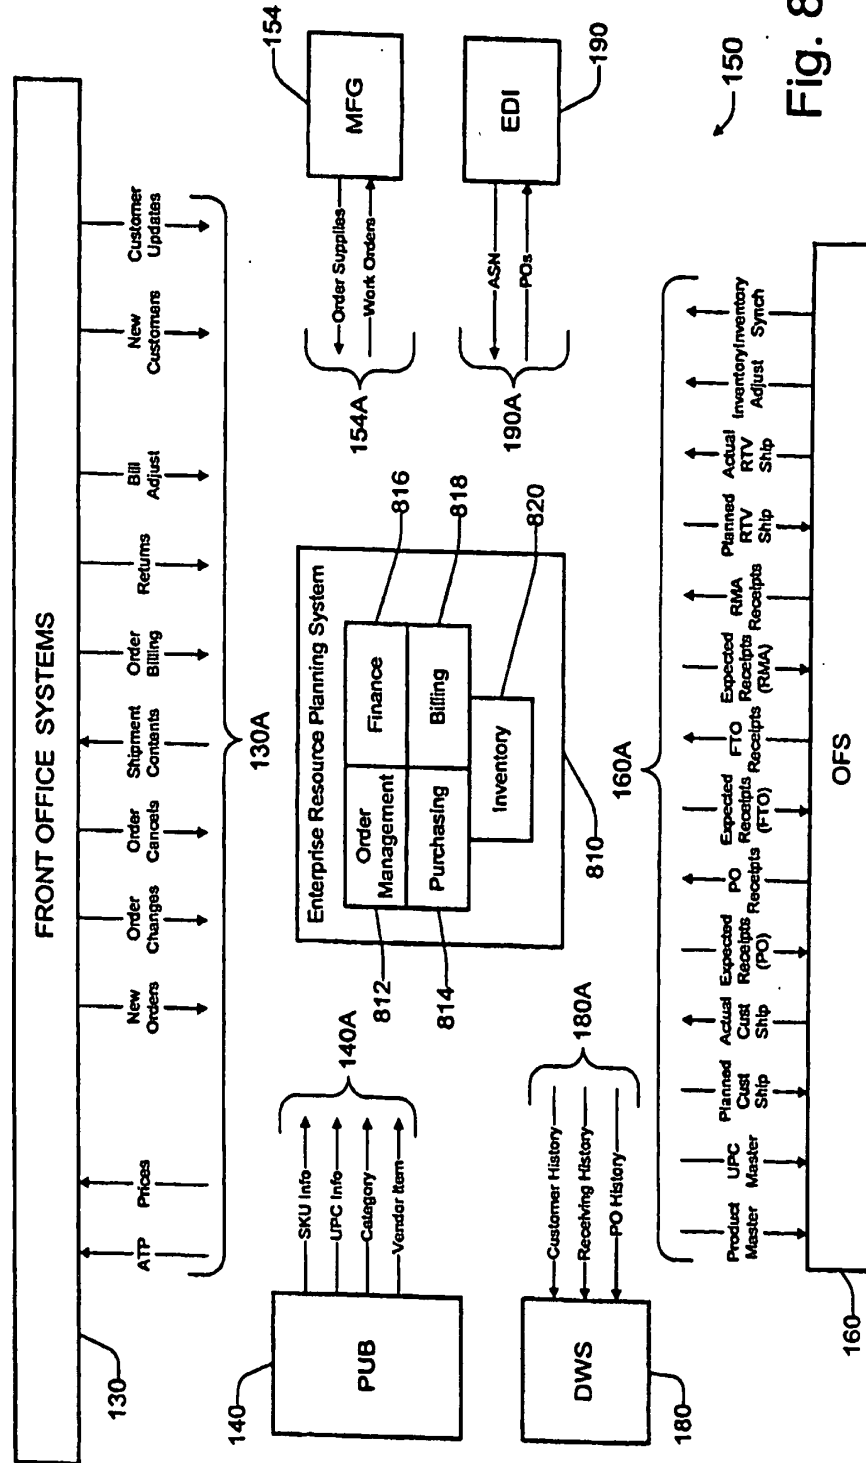 FRONT OFFICE SYSTEMS
130
ATP
Prices
New
Orders
Order
Changes
Order
Cancels
Shipment
Contents
Order
Billing
Returns
Bill
Adjust
New
Customers
Customer
Updates
130A
140
PUB
SKU Info
UPC Info
Category
Vendor Item
140A
Enterprise Resource Planning System
Order
Management
Finance
Purchasing
Billing
Inventory
812
814
816
818
820
810
154
MFG
Order Supplies
Work Orders
154A
EDI
190
ASN
POs
190A
DWS
180
Customer History
Receiving History
PO History
180A
160A
Product
Master
UPC
Master
Planned
Cust
Ship
Actual
Cust
Ship
Expected
Receipts
(PO)
PO
Receipts
Expected
Receipts
(FTO)
FTO
Receipts
Expected
Receipts
(RMA)
RMA
Receipts
Planned
RTV
Ship
Actual
RTV
Ship
Inventory
Adjust
Inventory
Synch
OFS
160
150
Fig. 8